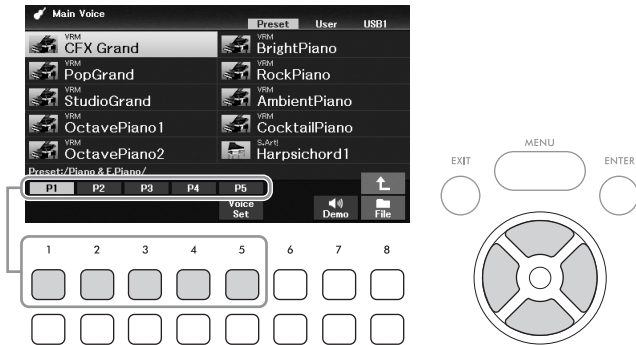 Main Voice
Preset User USB1
VRM
CFX Grand
VRM
BrightPiano
VRM
PopGrand
VRM
RockPiano
VRM
StudioGrand
VRM
AmbientPiano
VRM
OctavePiano1
VRM
CocktailPiano
VRM
OctavePiano2
S.Art!
Harpsichord1
Preset:/Piano & E.Piano/
P1 P2 P3 P4 P5
Voice Set
Demo
File
1 2 3 4 5 6 7 8
MENU
EXIT
ENTER